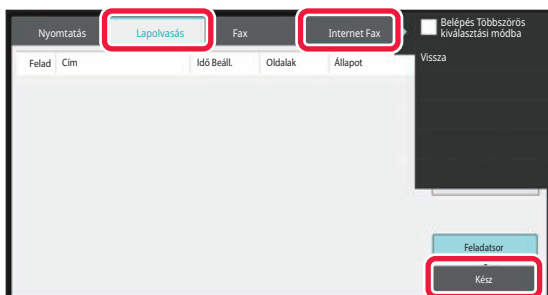 Nyomtatás Lapolvasás Fax Internet Fax
Belépés Többszörös
kiválasztási módba
Felad Cím Idő Beáll. Oldalak Állapot
Vissza
Feladatsor
Kész